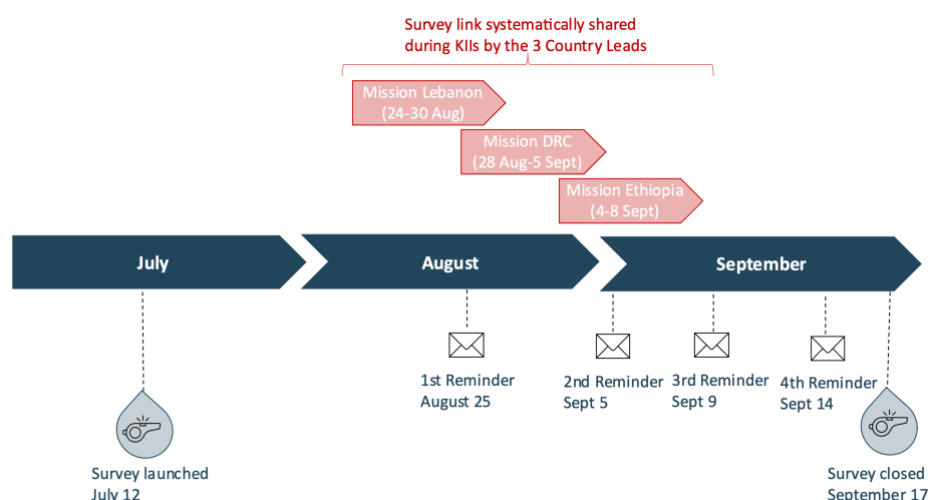 Survey link systematically shared
during KIIs by the 3 Country Leads
Mission Lebanon
(24-30 Aug)
Mission DRC
(28 Aug-5 Sept)
Mission Ethiopia
(4-8 Sept)
July
August
September
1st Reminder
August 25
2nd Reminder
Sept 5
3rd Reminder
Sept 9
4th Reminder
Sept 14
Survey launched
July 12
Survey closed
September 17